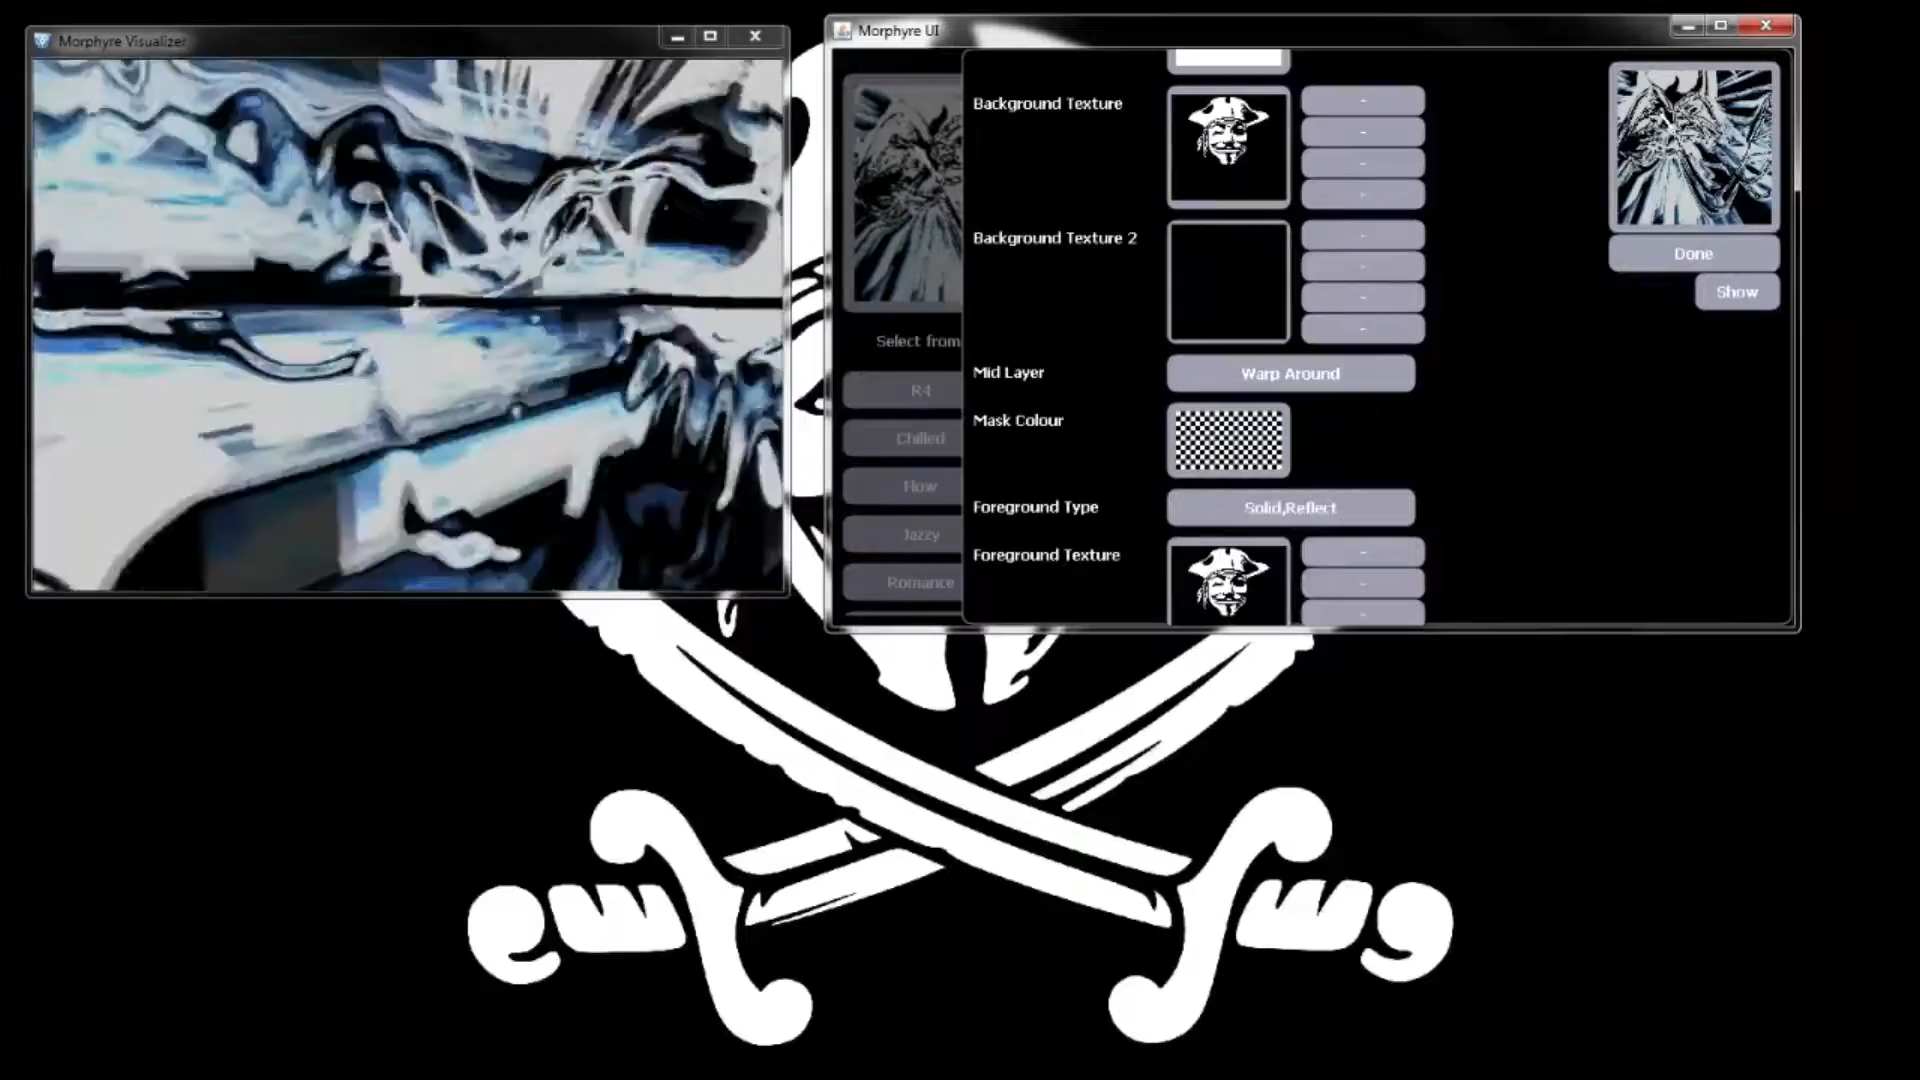 Morphyre Visualizer
Morphyre UI
Background Texture
-
-
-
-
Background Texture 2
-
-
-
-
Mid Layer
Warp Around
Mask Colour
Foreground Type
Solid,Reflect
Foreground Texture
-
-
-
Done
Show
Select from
R4
Chilled
Flow
Jazzy
Romance